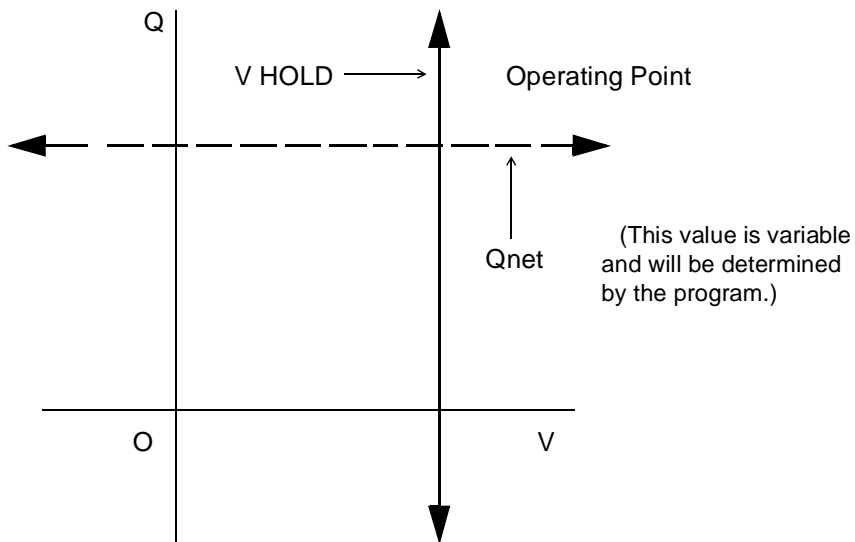 Q
V HOLD
Operating Point
Qnet
(This value is variable
and will be determined
by the program.)
O
V